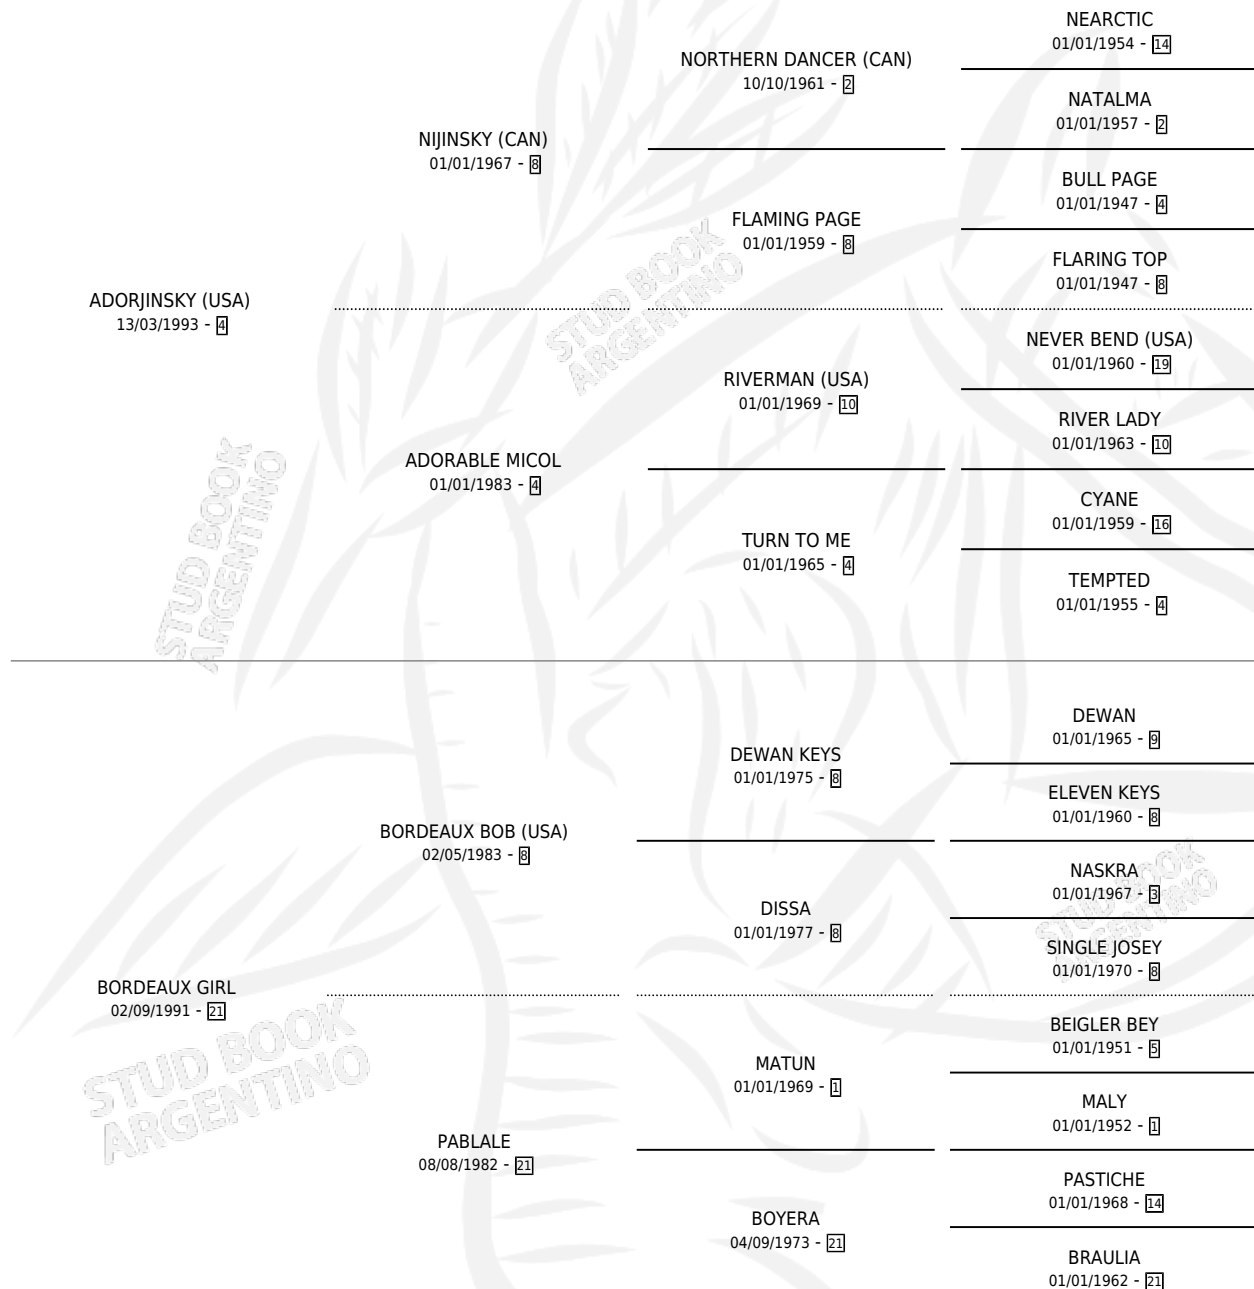 NEARCTIC
01/01/1954 - 14
NORTHERN DANCER (CAN)
10/10/1961 - 2
NATALMA
01/01/1957 - 2
NIJINSKY (CAN)
01/01/1967 - 8
BULL PAGE
01/01/1947 - 4
FLAMING PAGE
01/01/1959 - 8
FLARING TOP
01/01/1947 - 8
ADORJINSKY (USA)
13/03/1993 - 4
STUD BOOK
ARGENTINO
NEVER BEND (USA)
01/01/1960 - 19
RIVERMAN (USA)
01/01/1969 - 10
RIVER LADY
01/01/1963 - 10
ADORABLE MICOL
01/01/1983 - 4
CYANE
01/01/1959 - 16
TURN TO ME
01/01/1965 - 4
TEMPTED
01/01/1955 - 4
STUD BOOK
ARGENTINO
DEWAN
01/01/1965 - 9
DEWAN KEYS
01/01/1975 - 8
ELEVEN KEYS
01/01/1960 - 8
BORDEAUX BOB (USA)
02/05/1983 - 8
NASKRA
01/01/1967 - 3
DISSA
01/01/1977 - 8
SINGLE JOSEY
01/01/1970 - 8
STUD BOOK
ARGENTINO
BORDEAUX GIRL
02/09/1991 - 21
BEIGLER BEY
01/01/1951 - 5
MATUN
01/01/1969 - 1
MALY
01/01/1952 - 1
STUD BOOK
ARGENTINO
PABLALE
08/08/1982 - 21
PASTICHE
01/01/1968 - 14
BOYERA
04/09/1973 - 21
BRAULIA
01/01/1962 - 21